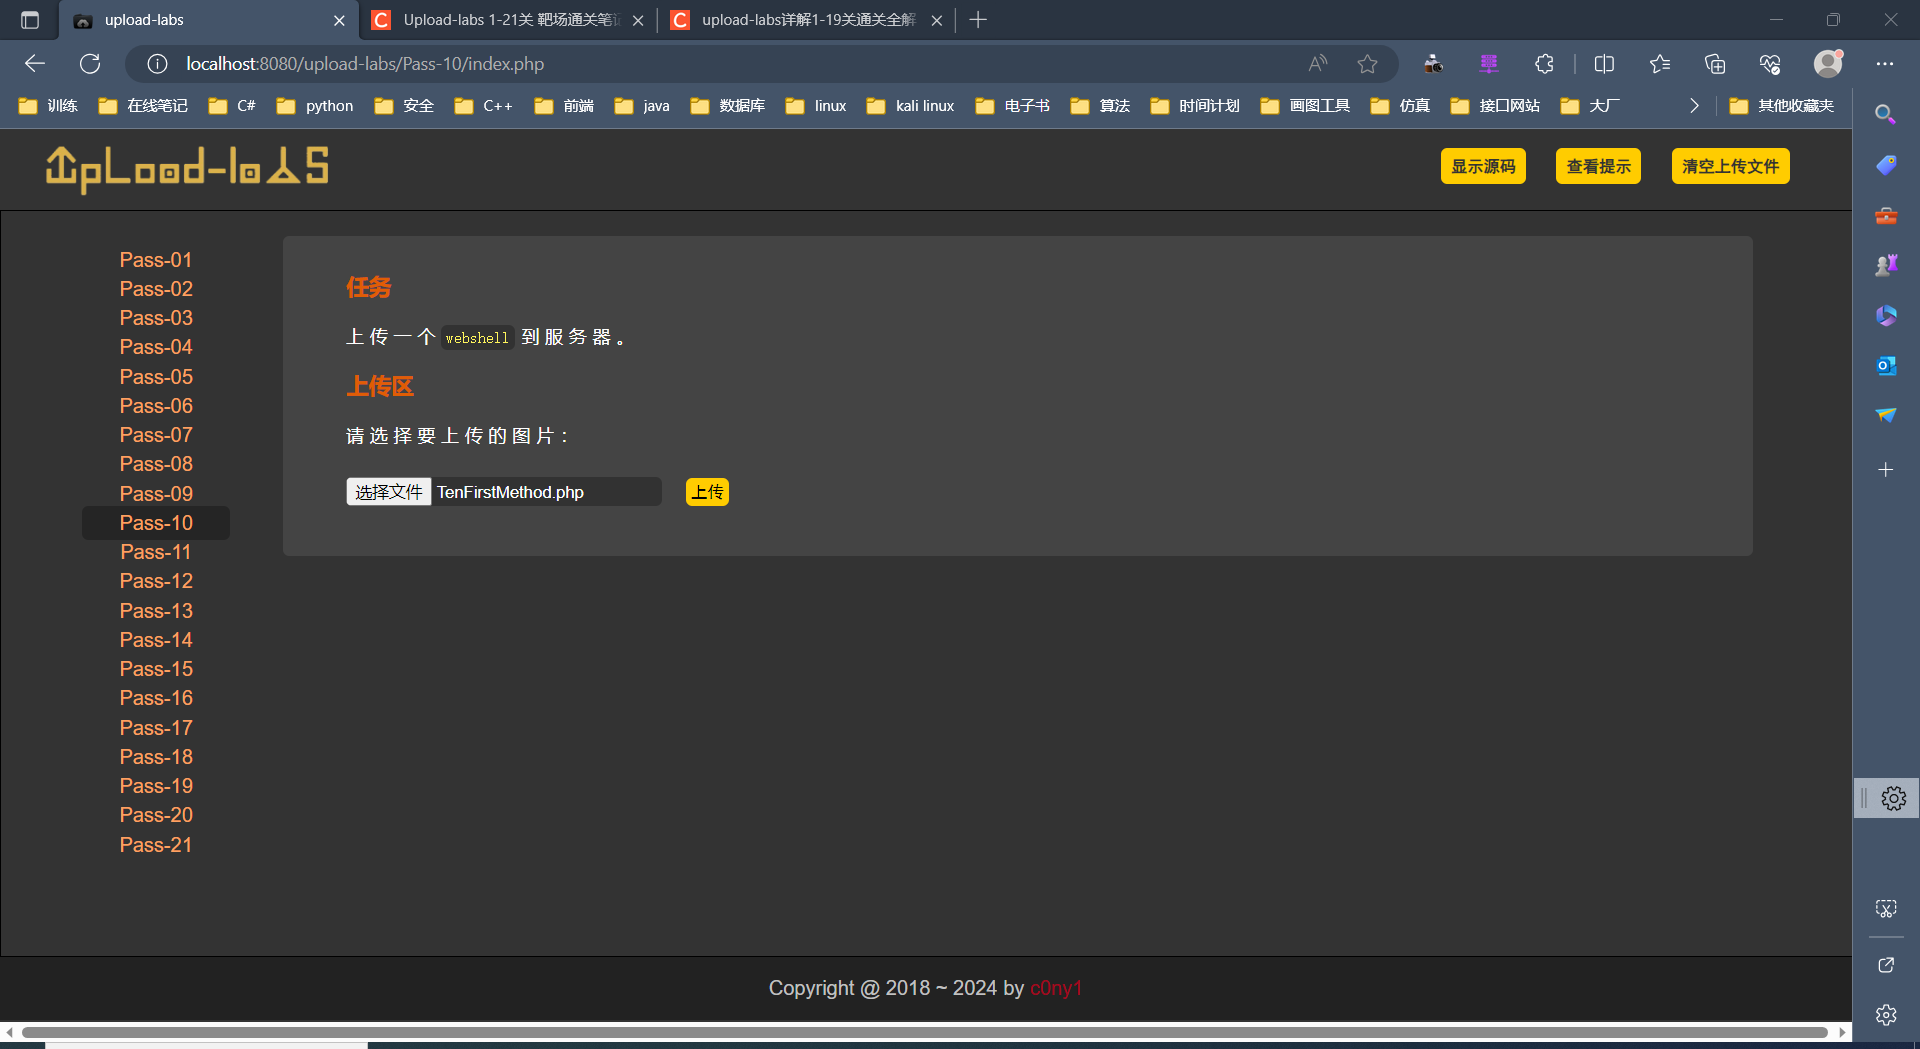 upload-labs
Upload-labs 1-21关 靶场通关笔记
upload-labs详解1-19关通关全解
localhost:8080/upload-labs/Pass-10/index.php
训练 在线笔记 C# python 安全 C++ 前端 java 数据库 linux kali linux 电子书 算法 时间计划 画图工具 仿真 接口网站 大厂 其他收藏夹
UpLoad-labS
显示源码 查看提示 清空上传文件
Pass-01
Pass-02
Pass-03
Pass-04
Pass-05
Pass-06
Pass-07
Pass-08
Pass-09
Pass-10
Pass-11
Pass-12
Pass-13
Pass-14
Pass-15
Pass-16
Pass-17
Pass-18
Pass-19
Pass-20
Pass-21
任务
上传一个webshell到服务器。
上传区
请选择要上传的图片：
选择文件 TenFirstMethod.php 上传
Copyright @ 2018 ~ 2024 by c0ny1